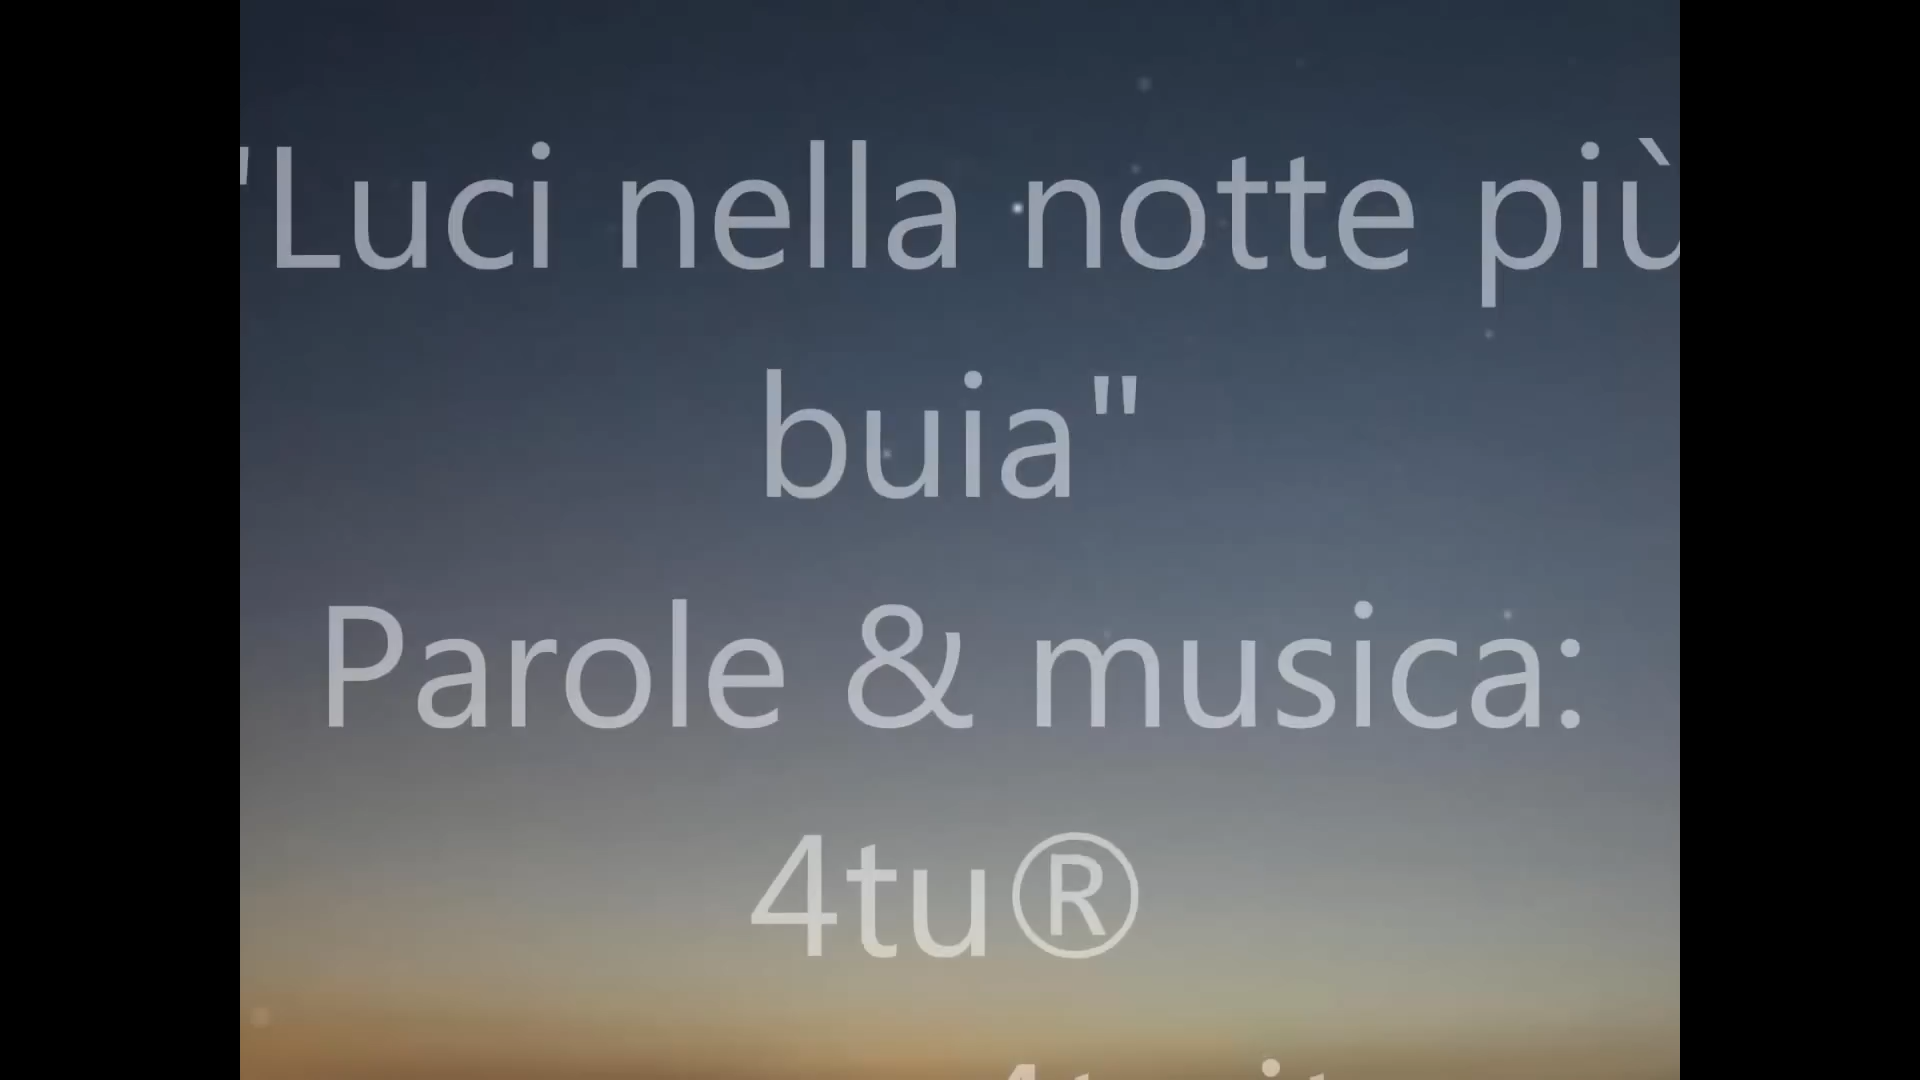 "Luci nella notte più
buia"
Parole & musica:
4tu®